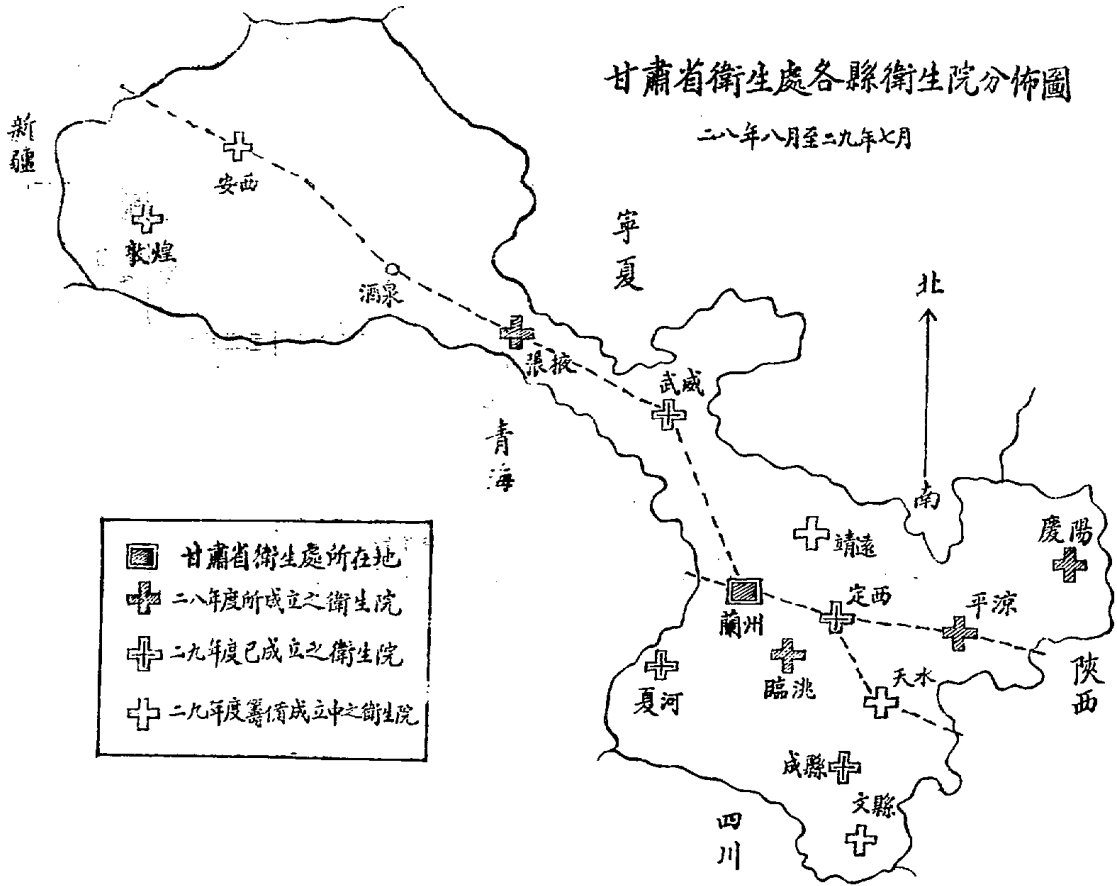 甘肅省衛生處各縣衛生院分佈圖
二八年八月至二九年七月
新疆
安西
敦煌
酒泉
寧夏
北
張掖
武威
青海
南
靖遠
慶陽
蘭州
定西
平涼
夏河
臨洮
天水
陝西
成縣
文縣
四川
甘肅省衛生處所在地
二八年度所成立之衛生院
二九年度已成立之衛生院
二九年度籌備成立中之衛生院